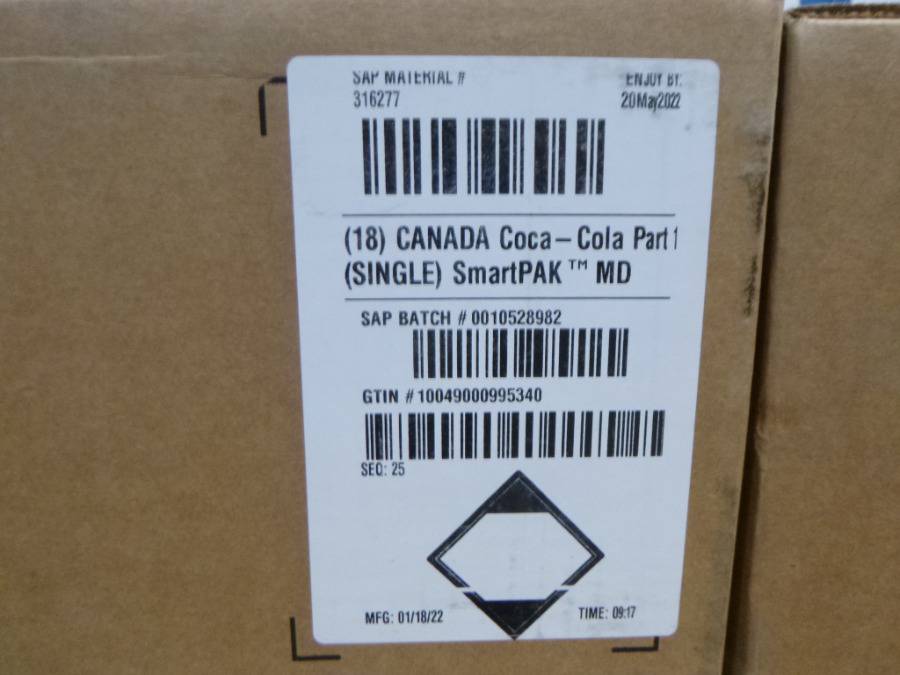 SAP MATERIAL #
ENJOY BY:
316277
20May2022
(18) CANADA Coca-Cola Part 1
(SINGLE) SmartPAK™ MD
SAP BATCH # 0010528982
GTIN # 10049000995340
SEQ: 25
MFG: 01/18/22
TIME: 09:17